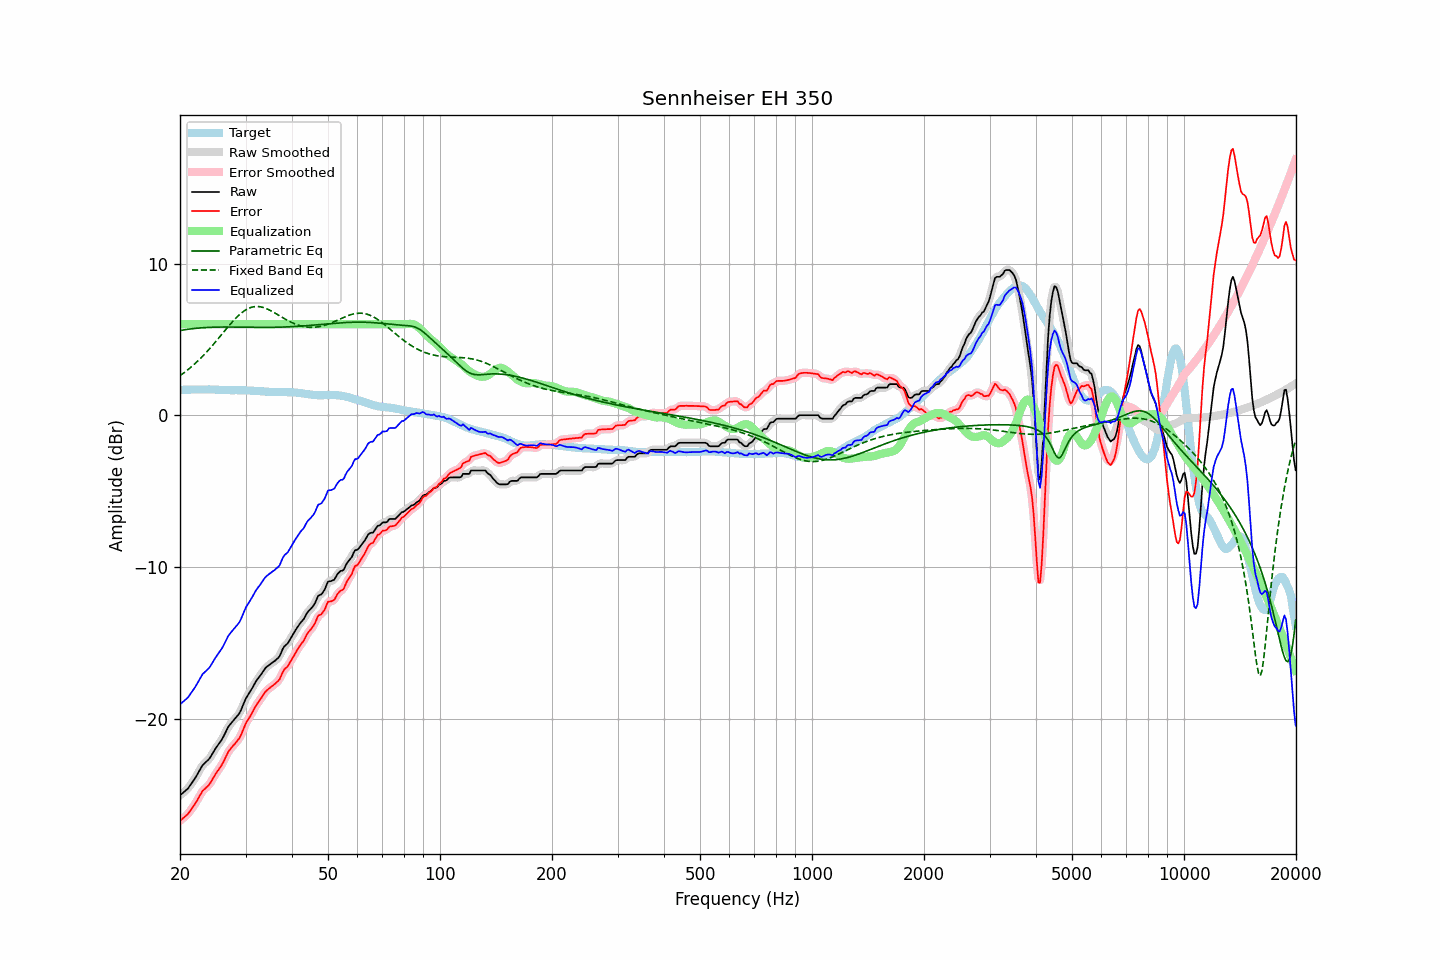 Sennheiser EH 350
Target
Raw Smoothed
Error Smoothed
Raw
Error
Equalization
Parametric Eq
Fixed Band Eq
Equalized
Amplitude (dBr)
10
0
−10
−20
20 50 100 200 500 1000 2000 5000 10000 20000
Frequency (Hz)